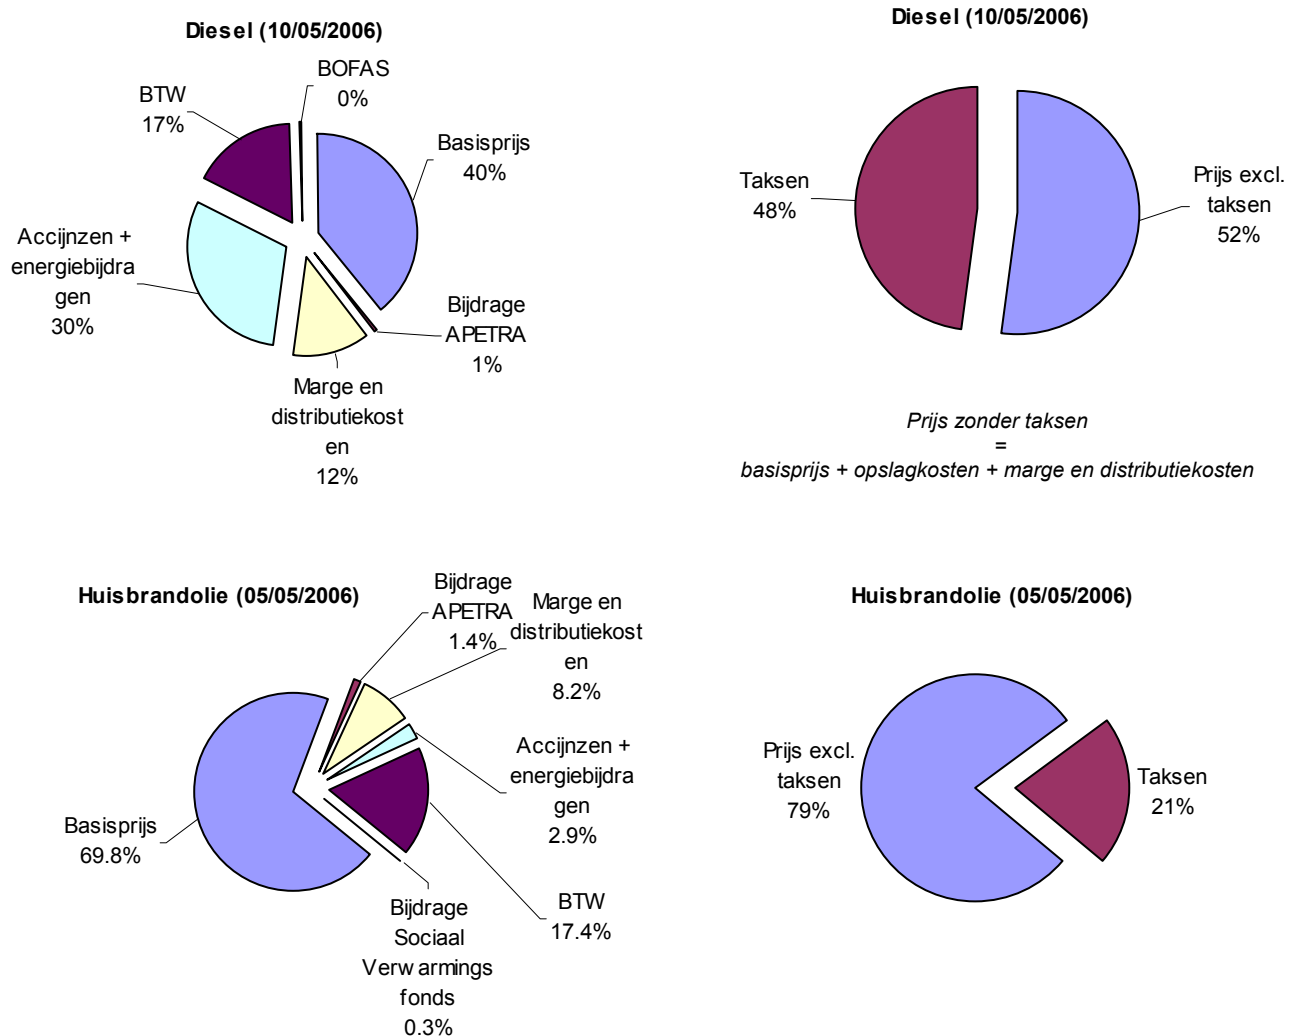 Diesel (10/05/2006)
BOFAS
0%
BTW
17%
Basisprijs
40%
Accijnzen +
energiebijdra
gen
30%
Bijdrage
APETRA
1%
Marge en
distributiekost
en
12%
Diesel (10/05/2006)
Taksen
48%
Prijs excl.
taksen
52%
Prijs zonder taksen
=
basisprijs + opslagkosten + marge en distributiekosten
Huisbrandolie (05/05/2006)
Bijdrage
APETRA
1.4%
Marge en
distributiekost
en
8.2%
Accijnzen +
energiebijdra
gen
2.9%
Basisprijs
69.8%
BTW
17.4%
Bijdrage
Sociaal
Verwarmings
fonds
0.3%
Huisbrandolie (05/05/2006)
Prijs excl.
taksen
79%
Taksen
21%